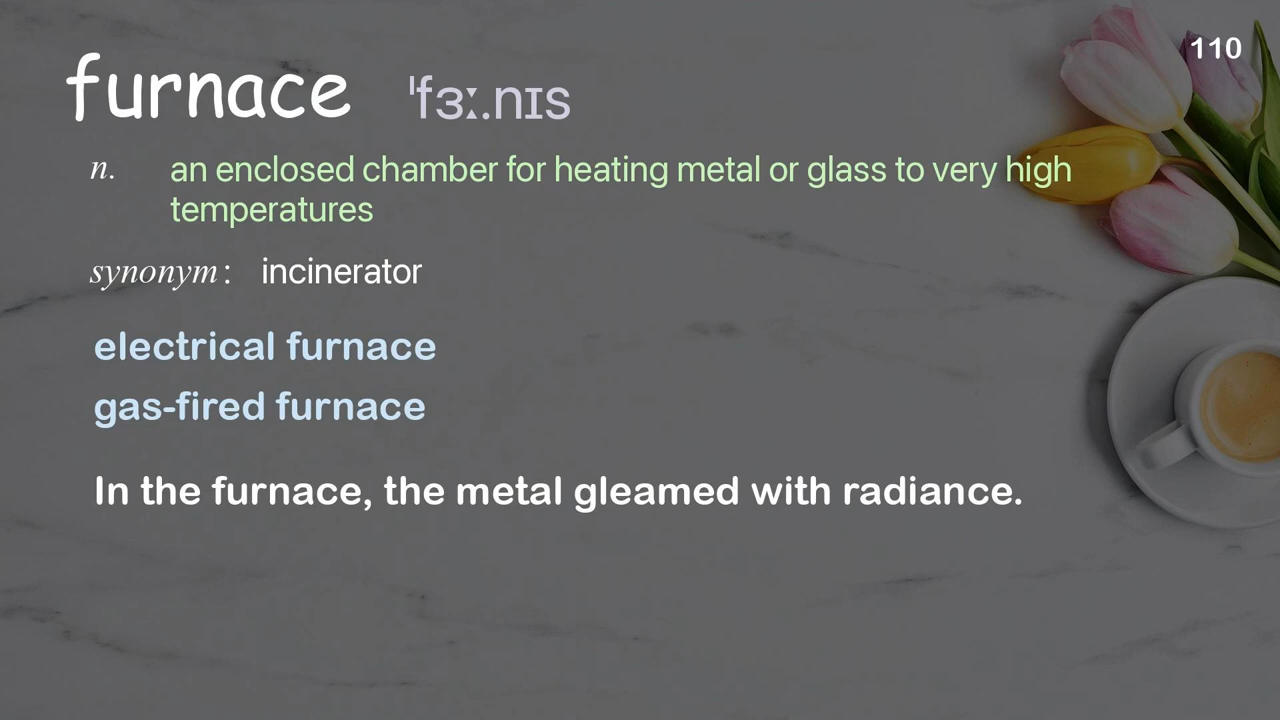 110
furnace ˈfɜː.nɪs
n. an enclosed chamber for heating metal or glass to very high
temperatures
synonym: incinerator
electrical furnace
gas-fired furnace
In the furnace, the metal gleamed with radiance.